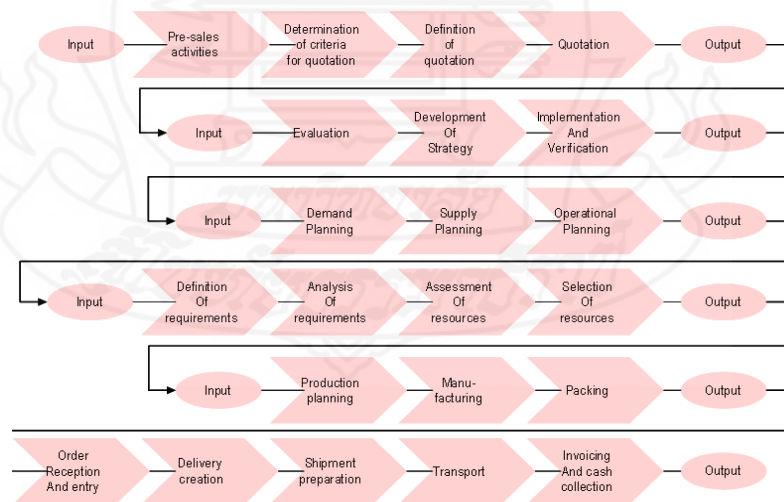 Input
Pre-sales
activities
Determination
of criteria
for quotation
Definition
of
quotation
Quotation
Output
Input
Evaluation
Development
Of
Strategy
Implementation
And
Verification
Output
Input
Demand
Planning
Supply
Planning
Operational
Planning
Output
Input
Definition
Of
requirements
Analysis
Of
requirements
Assessment
Of
resources
Selection
Of
resources
Output
Input
Production
planning
Manu-
facturing
Packing
Output
Order
Reception
And entry
Delivery
creation
Shipment
preparation
Transport
Invoicing
And cash
collection
Output